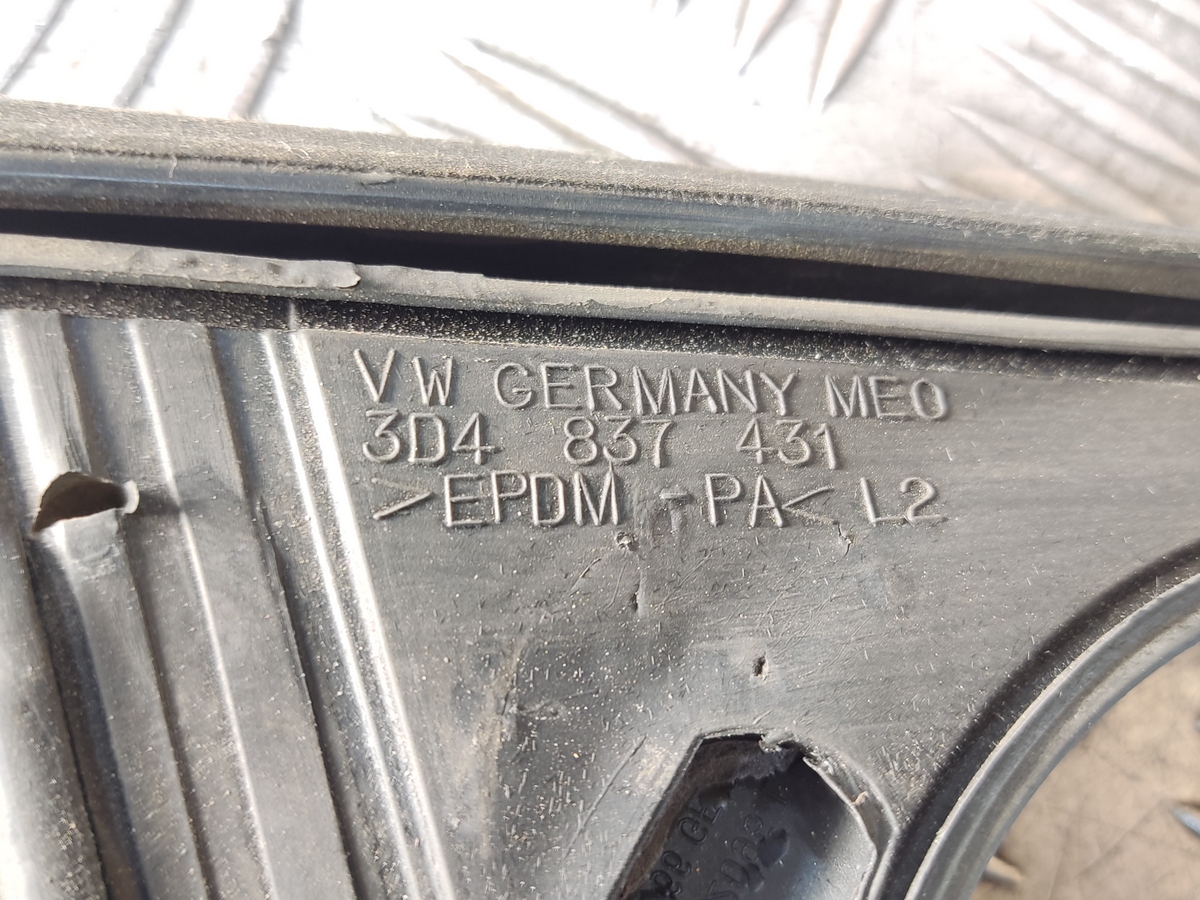 VW GERMANY MEO
3D4 837 431
>EPDM -PA< L2